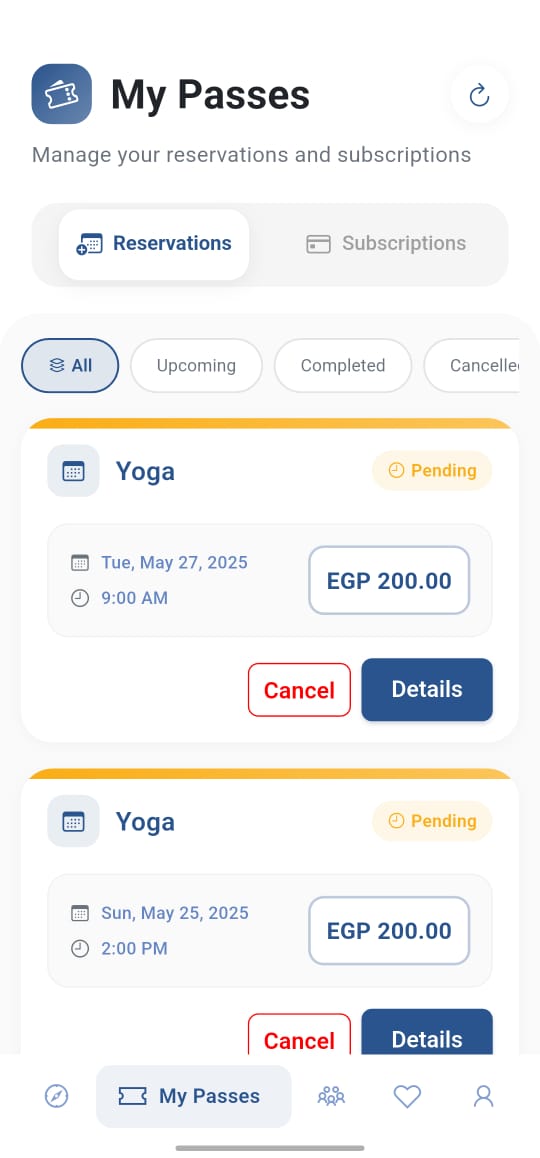 My Passes
Manage your reservations and subscriptions
Reservations
Subscriptions
All
Upcoming
Completed
Cancelle
Yoga
Pending
Tue, May 27, 2025
9:00 AM
EGP 200.00
Cancel
Details
Yoga
Pending
Sun, May 25, 2025
2:00 PM
EGP 200.00
Cancel
Details
My Passes